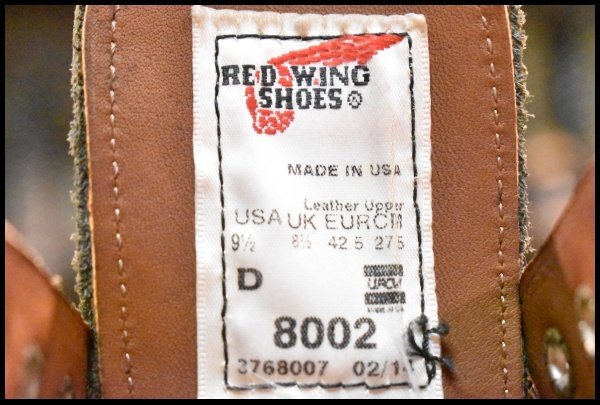 RED WING
SHOES®
MADE IN USA
Leather Upper
USA UK EUR CM
9½ 8½ 42.5 27.5
D
8002
3768007 02/14